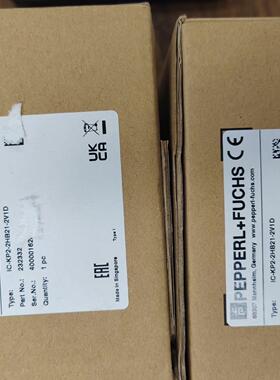 Type: IC-KP2-2HB21-2V1D
Part No.: 232332
Ser.No.:
Quantity: 1 pc
Made in Singapore
UK
CA
EAC
PEPPERL+FUCHS CE
www.pepperl-fuchs.com
68307 Mannheim, Germany
Type: IC-KP2-2HB21-2V1D